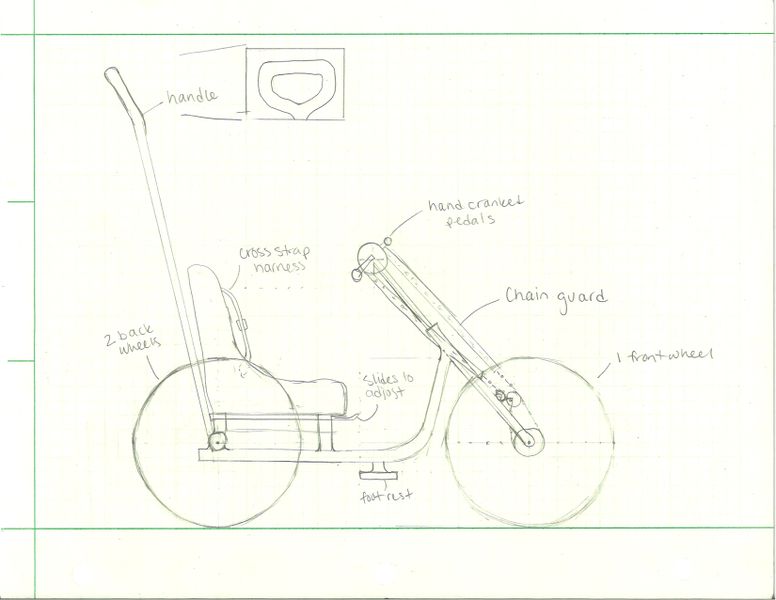 handle
hand cranked
pedals
cross strap
harness
Chain guard
2 back
wheels
1 front wheel
slides to
adjust
foot rest